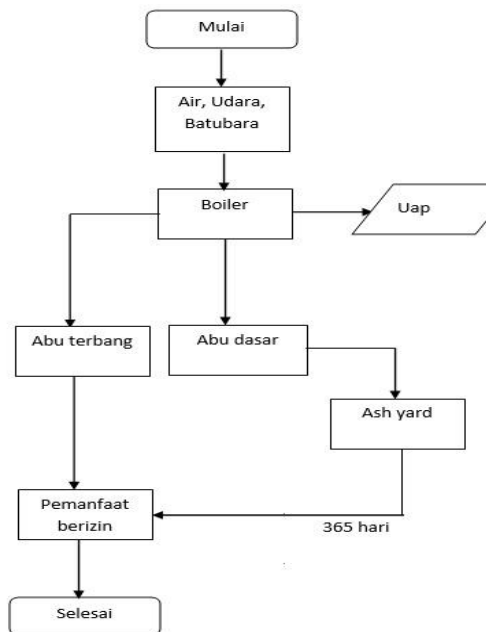 Mulai
Air, Udara,
Batubara
Boiler
Uap
Abu terbang
Abu dasar
Ash yard
Pemanfaat
berizin
365 hari
Selesai